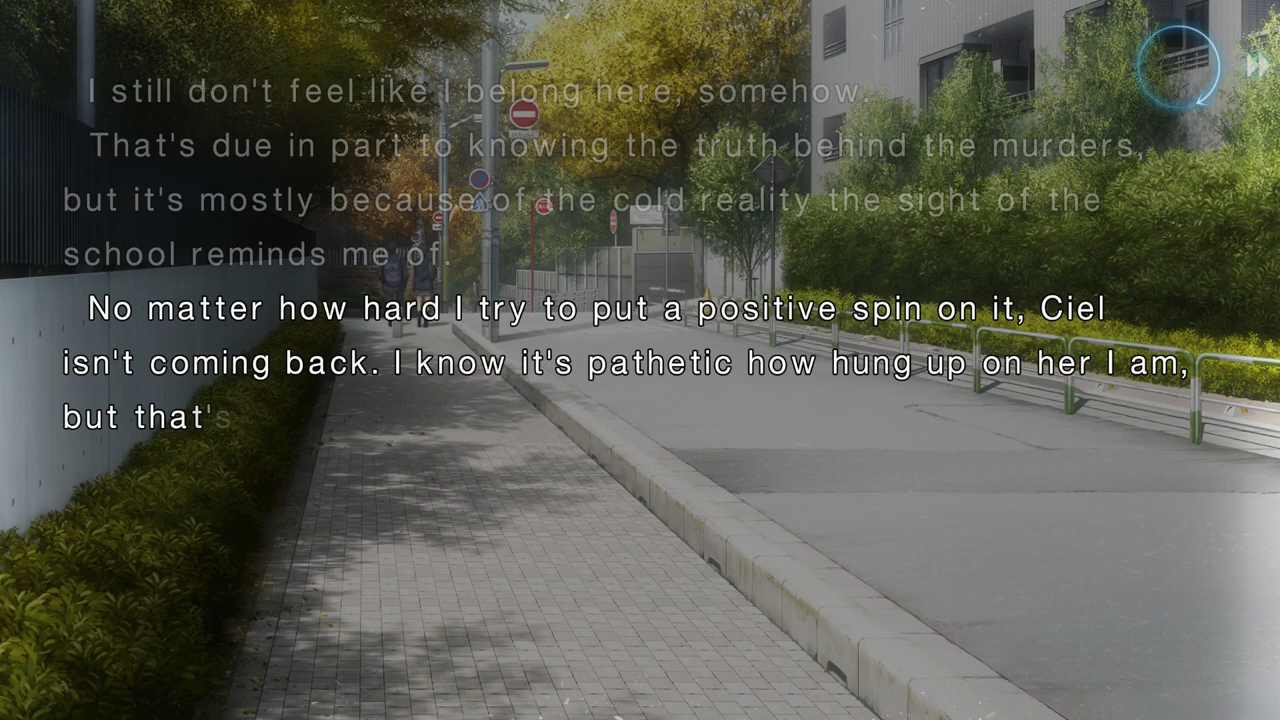 I still don't feel like I belong here, somehow.
That's due in part to knowing the truth behind the murders,
but it's mostly because of the cold reality the sight of the
school reminds me of.
No matter how hard I try to put a positive spin on it, Ciel
isn't coming back. I know it's pathetic how hung up on her I am,
but that's